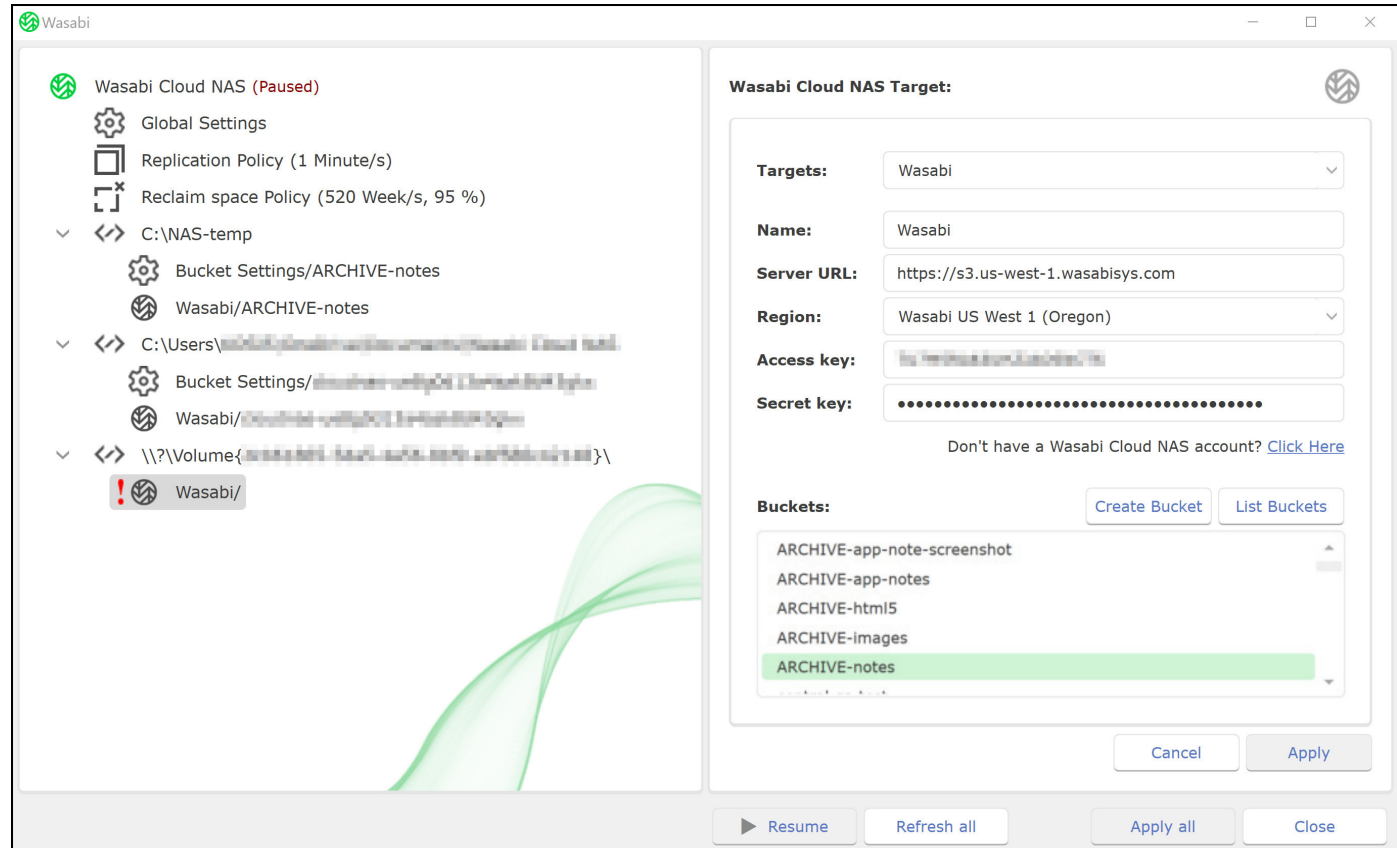 Wasabi
Wasabi Cloud NAS (Paused)
Global Settings
Replication Policy (1 Minute/s)
Reclaim space Policy (520 Week/s, 95 %)
C:\NAS-temp
Bucket Settings/ARCHIVE-notes
Wasabi/ARCHIVE-notes
C:\Users\
Bucket Settings/
Wasabi/
\\?\Volume{ }\
Wasabi/
Wasabi Cloud NAS Target:
Targets: Wasabi
Name: Wasabi
Server URL: https://s3.us-west-1.wasabisys.com
Region: Wasabi US West 1 (Oregon)
Access key:
Secret key: ●●●●●●●●●●●●●●●●●●●●●●●●●●●●●●●●●●●●●●●●
Don't have a Wasabi Cloud NAS account? Click Here
Buckets: Create Bucket List Buckets
ARCHIVE-app-note-screenshot
ARCHIVE-app-notes
ARCHIVE-html5
ARCHIVE-images
ARCHIVE-notes
Cancel Apply
Resume Refresh all Apply all Close